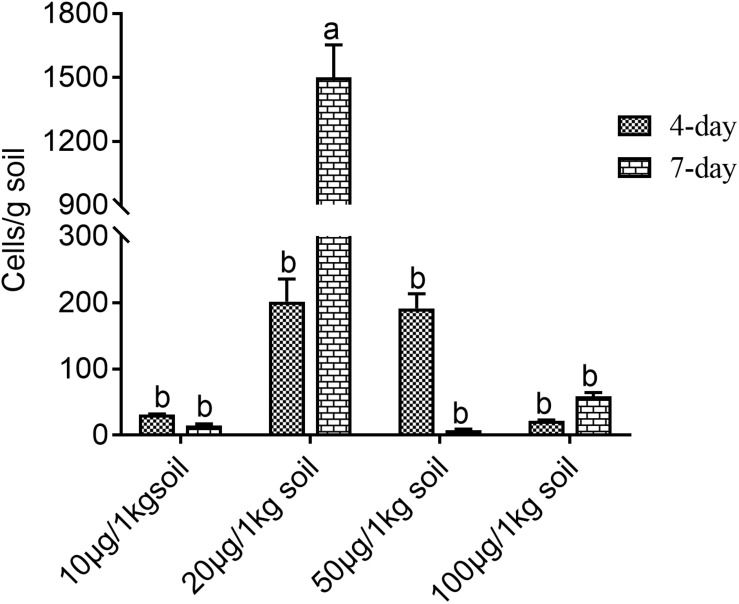 Cells/g soil
1800
1500
1200
900
300
200
100
0
a
b
b
b
b
b
b
b
4-day
7-day
10µg/1kgsoil
20µg/1kg soil
50µg/1kg soil
100µg/1kg soil